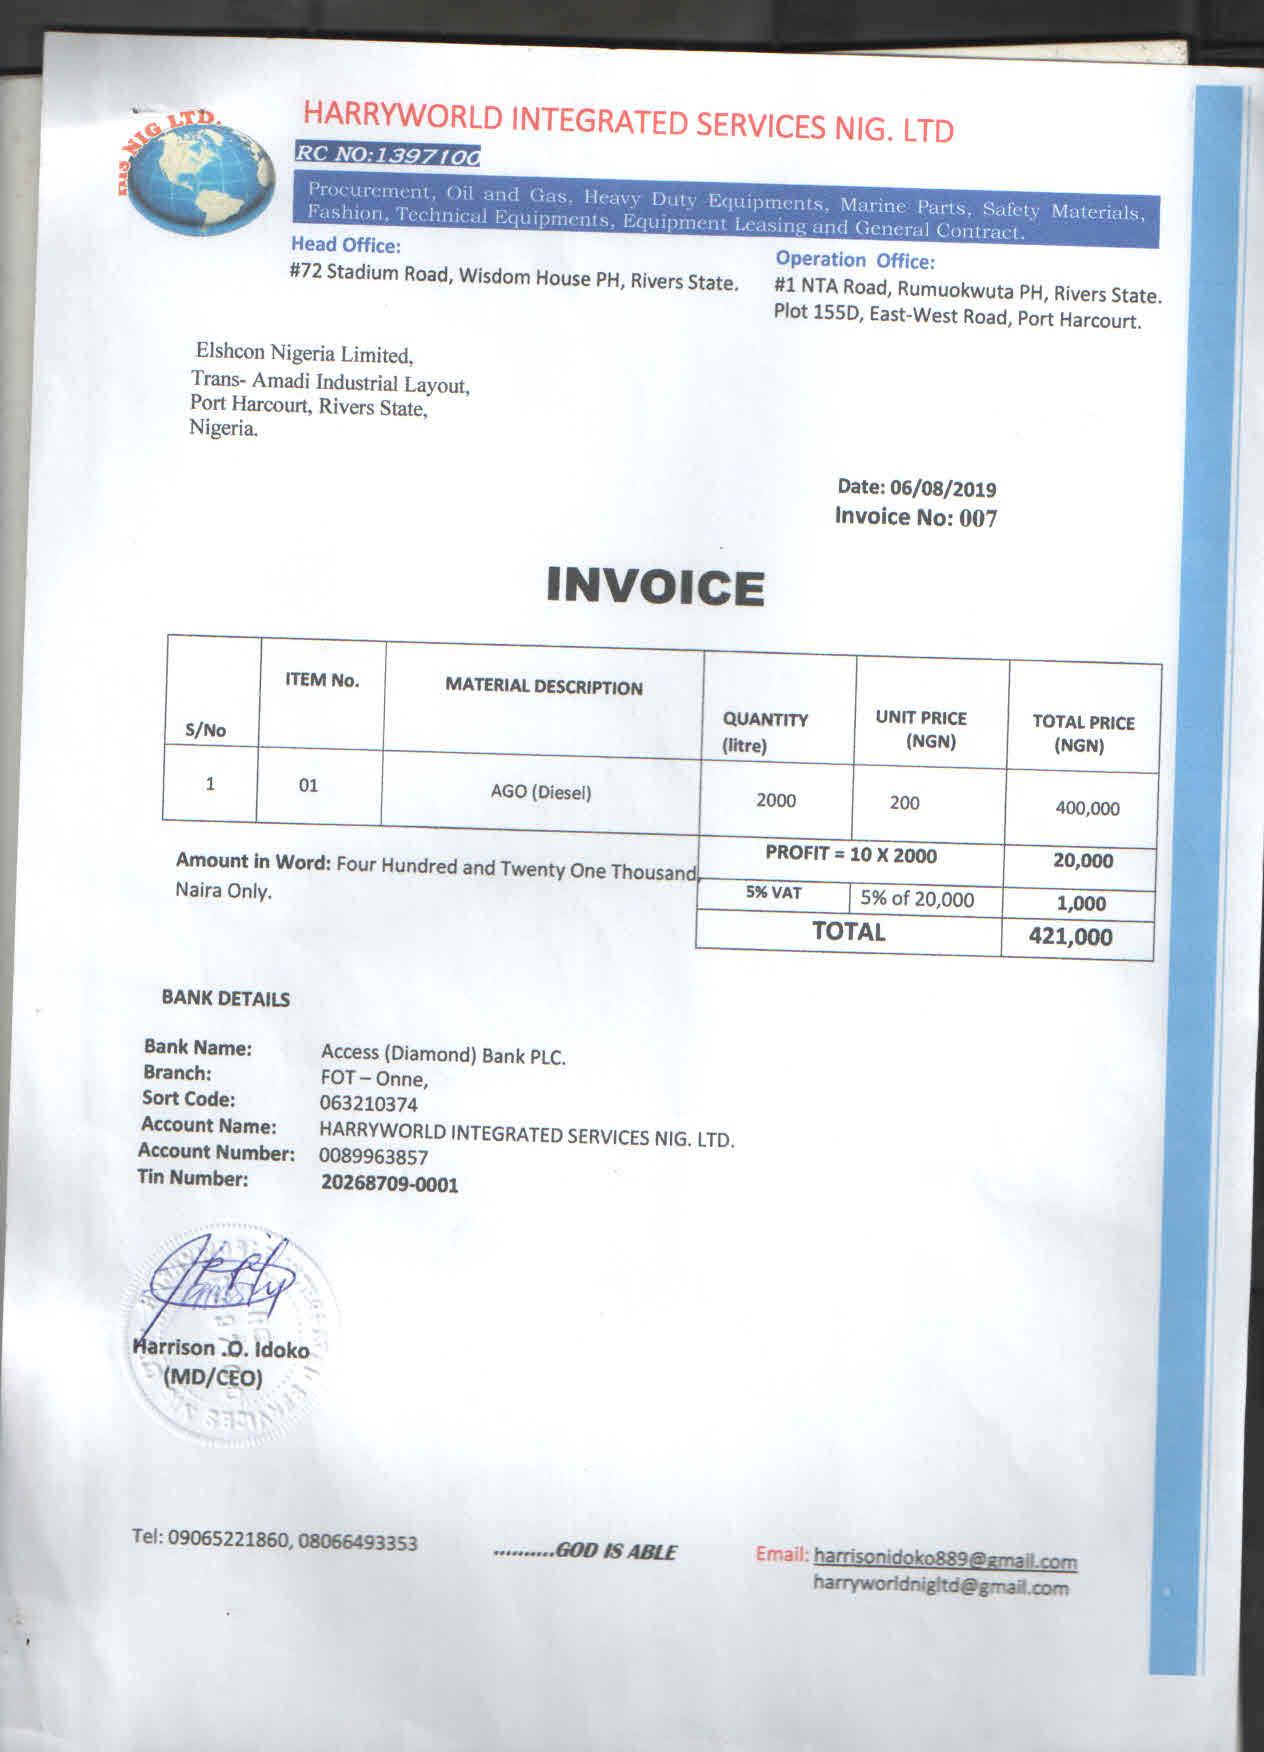 HIS NIG LTD.
HARRYWORLD INTEGRATED SERVICES NIG. LTD
RC NO:1397100
Procurement, Oil and Gas, Heavy Duty Equipments, Marine Parts, Safety Materials,
Fashion, Technical Equipments, Equipment Leasing and General Contract.
Head Office:
#72 Stadium Road, Wisdom House PH, Rivers State.
Operation Office:
#1 NTA Road, Rumuokwuta PH, Rivers State.
Plot 155D, East-West Road, Port Harcourt.
Elshcon Nigeria Limited,
Trans- Amadi Industrial Layout,
Port Harcourt, Rivers State,
Nigeria.
Date: 06/08/2019
Invoice No: 007
INVOICE
S/No ITEM No. MATERIAL DESCRIPTION QUANTITY (litre) UNIT PRICE (NGN) TOTAL PRICE (NGN)
1 01 AGO (Diesel) 2000 200 400,000
PROFIT = 10 X 2000 20,000
Amount in Word: Four Hundred and Twenty One Thousand,
Naira Only.
5% VAT 5% of 20,000 1,000
TOTAL 421,000
BANK DETAILS
Bank Name: Access (Diamond) Bank PLC.
Branch: FOT – Onne,
Sort Code: 063210374
Account Name: HARRYWORLD INTEGRATED SERVICES NIG. LTD.
Account Number: 0089963857
Tin Number: 20268709-0001
Harrison .O. Idoko
(MD/CEO)
Tel: 09065221860, 08066493353
..........GOD IS ABLE
Email: harrisonidoko889@gmail.com
harryworldnigltd@gmail.com